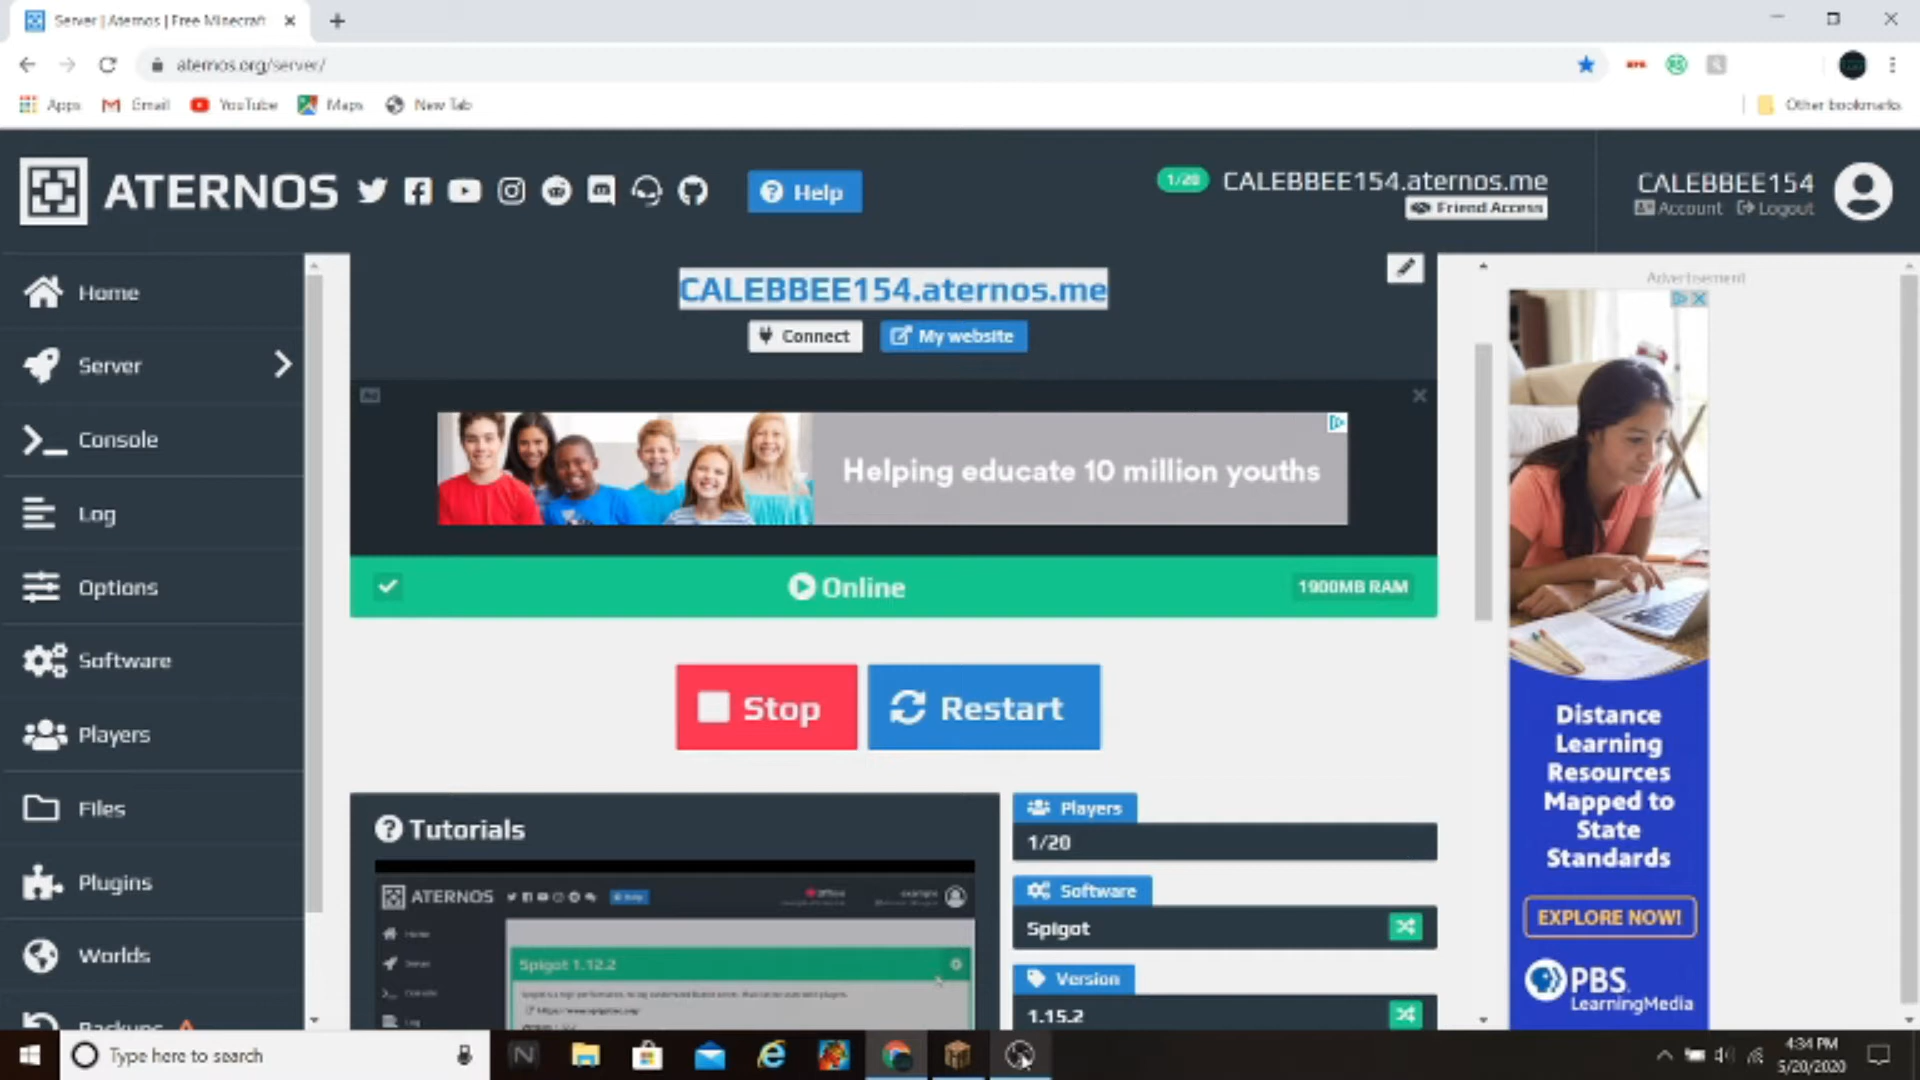 Server | Aternos | Free Minecraft
aternos.org/server/
Apps
Gmail
YouTube
Maps
New Tab
Other bookmarks
ATERNOS
Help
1/20
CALEBBEE154.aternos.me
Friend Access
CALEBBEE154
Account
Logout
Home
Server
Console
Log
Options
Software
Players
Files
Plugins
Worlds
Backups
CALEBBEE154.aternos.me
Connect
My website
Ad
Helping educate 10 million youths
Online
1900MB RAM
Stop
Restart
Tutorials
ATERNOS
Spigot 1.12.2
Players
1/20
Software
Spigot
Version
1.15.2
Advertisement
Distance
Learning
Resources
Mapped to
State
Standards
EXPLORE NOW!
PBS
LearningMedia
Type here to search
4:34 PM
5/20/2020